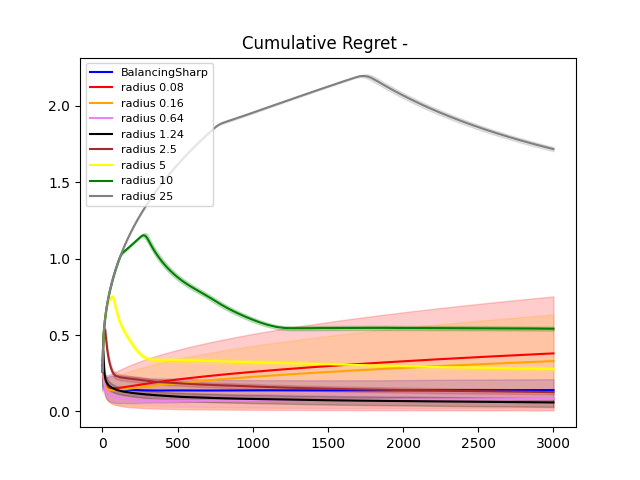 Cumulative Regret -
BalancingSharp
radius 0.08
radius 0.16
radius 0.64
radius 1.24
radius 2.5
radius 5
radius 10
radius 25
2.0
1.5
1.0
0.5
0.0
0 500 1000 1500 2000 2500 3000